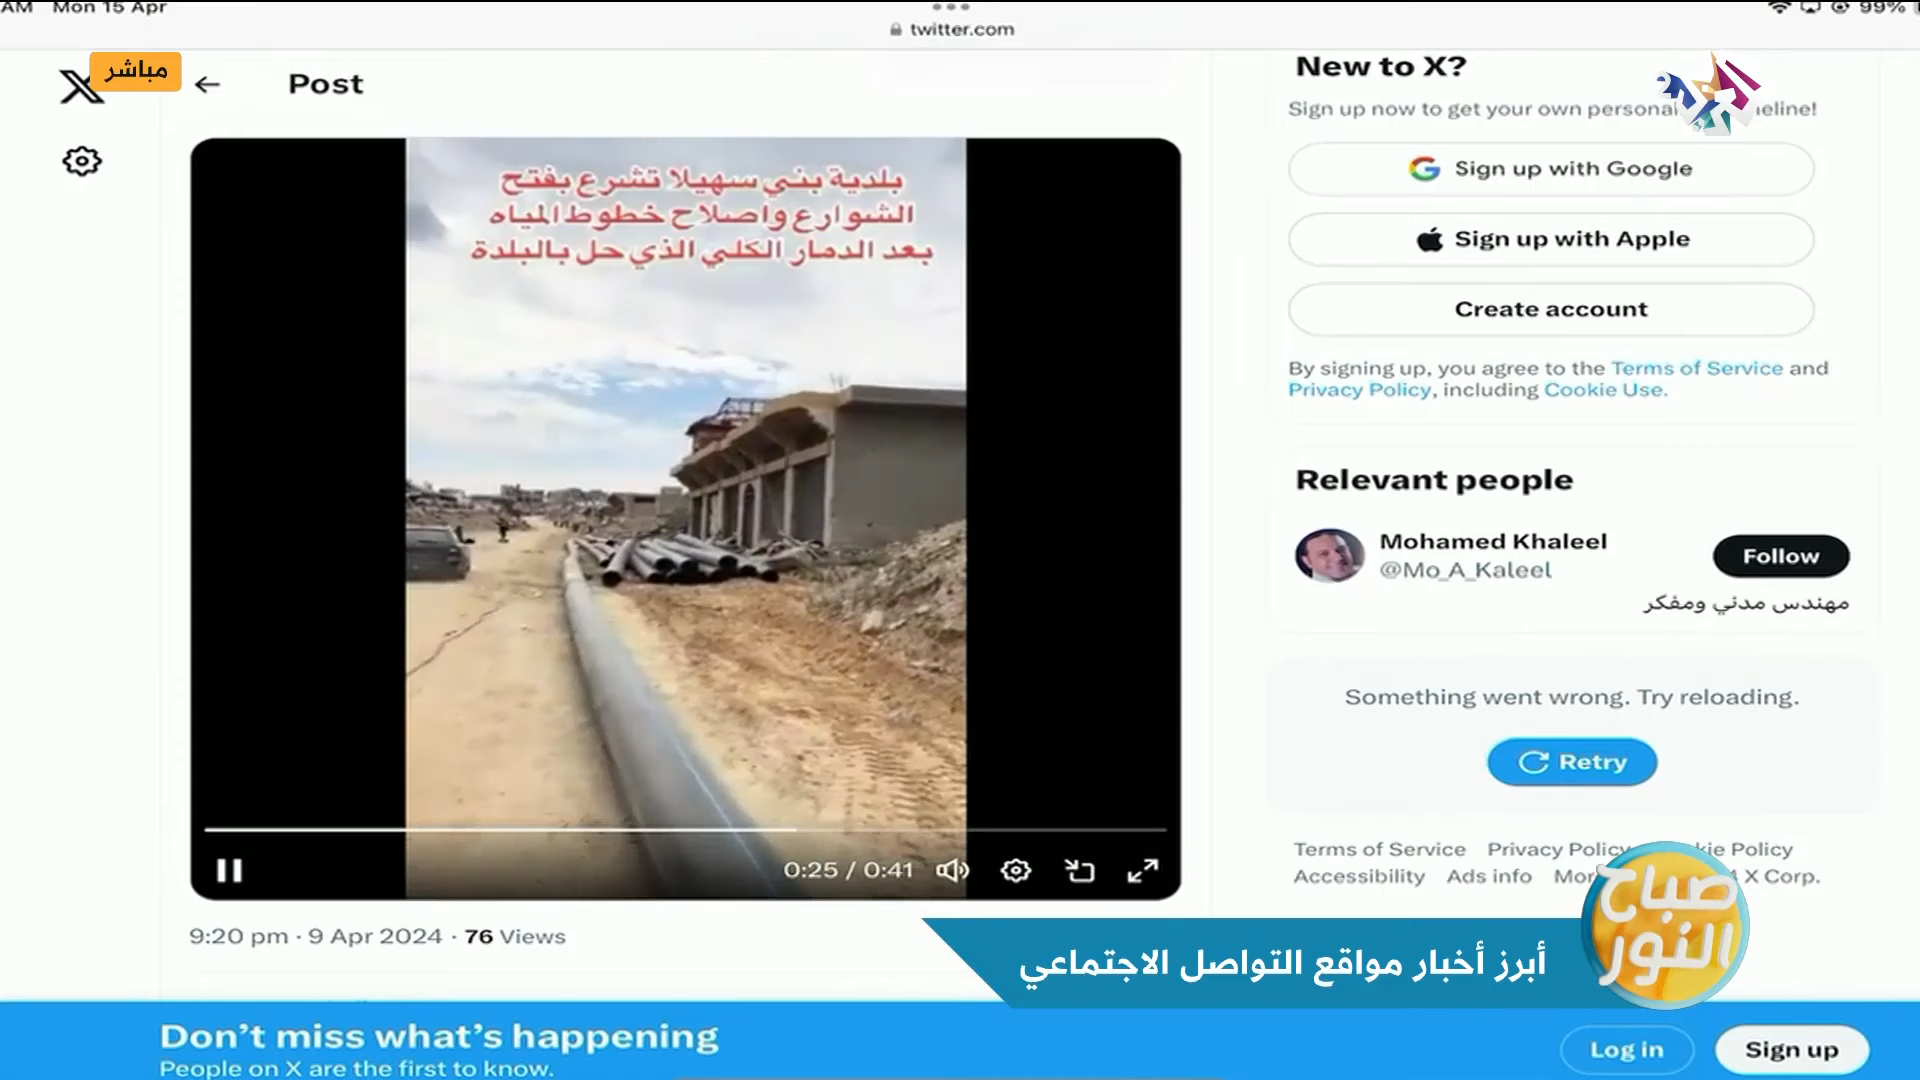 AM Mon 15 Apr
99%
twitter.com
مباشر
Post
بلدية بني سهيلا تشرع بفتح
الشوارع واصلاح خطوط المياه
بعد الدمار الكلي الذي حل بالبلدة
0:25 / 0:41
9:20 pm · 9 Apr 2024 · 76 Views
New to X?
Sign up now to get your own
Sign up with Google
Sign up with Apple
Create account
By signing up, you agree to the Terms of Service and
Privacy Policy, including Cookie Use.
Relevant people
Mohamed Khaleel
@Mo_A_Kaleel
Follow
مهندس مدني ومفكر
Something went wrong. Try reloading.
Retry
Terms of Service Privacy Policy Policy
Accessibility Ads info X Corp.
صباح
النور
أبرز أخبار مواقع التواصل الاجتماعي
Don't miss what's happening
People on X are the first to know.
Log in
Sign up